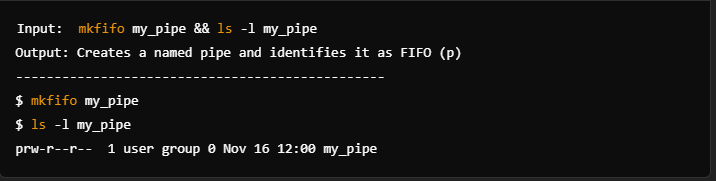 Input:  mkfifo my_pipe && ls -l my_pipe
Output: Creates a named pipe and identifies it as FIFO (p)
------------------------------------------------
$ mkfifo my_pipe
$ ls -l my_pipe
prw-r--r--  1 user group 0 Nov 16 12:00 my_pipe